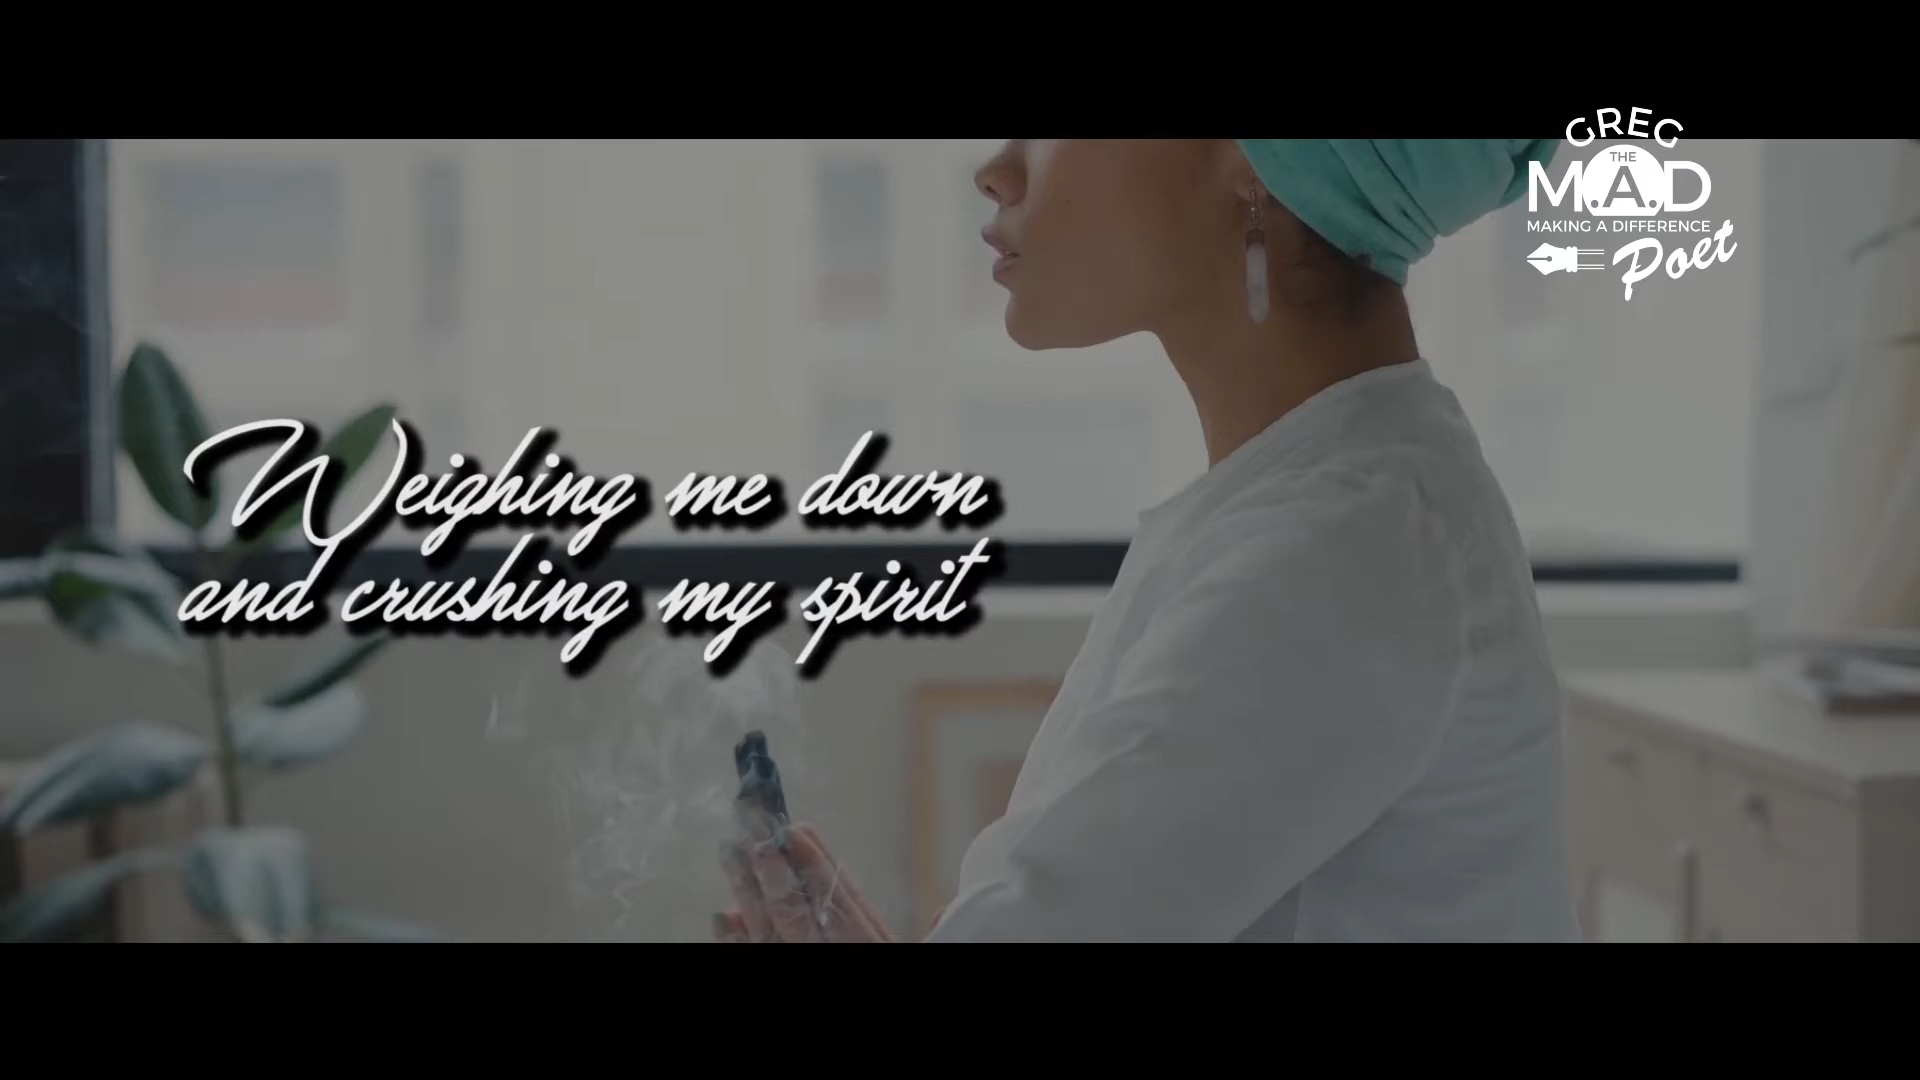 GREG
THE
M.A.D
MAKING A DIFFERENCE
Poet
Weighing me down
and crushing my spirit